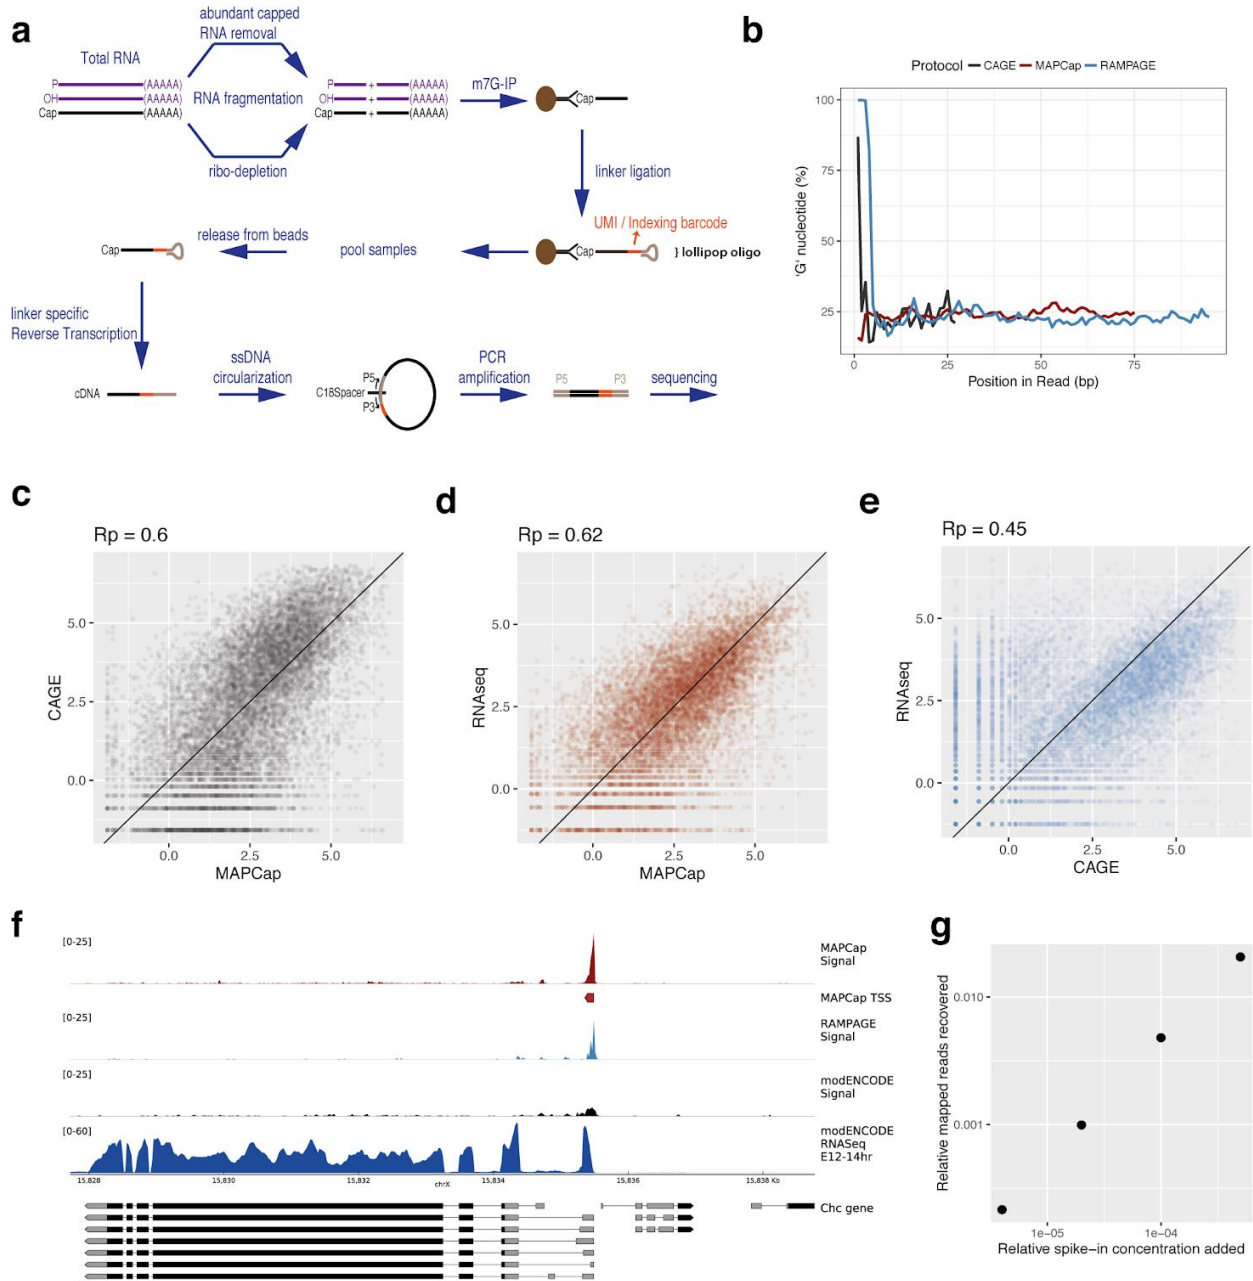 a
abundant capped
RNA removal
Total RNA
P (AAAAA)
OH (AAAAA)
Cap (AAAAA)
RNA fragmentation
P + (AAAAA)
OH + (AAAAA)
Cap + (AAAAA)
m7G-IP
Cap
ribo-depletion
linker ligation
UMI / Indexing barcode
Cap
} lollipop oligo
pool samples
release from beads
Cap
linker specific
Reverse Transcription
cDNA
ssDNA
circularization
P5
C18Spacer
P3
PCR
amplification
P5 P3
sequencing
b
Protocol CAGE MAPCap RAMPAGE
'G' nucleotide (%)
100
75
50
25
0 25 50 75
Position in Read (bp)
c
Rp = 0.6
CAGE
5.0
2.5
0.0
0.0 2.5 5.0
MAPCap
d
Rp = 0.62
RNAseq
5.0
2.5
0.0
0.0 2.5 5.0
MAPCap
e
Rp = 0.45
RNAseq
5.0
2.5
0.0
0.0 2.5 5.0
CAGE
f
[0-25]
MAPCap
Signal
MAPCap TSS
[0-25]
RAMPAGE
Signal
[0-25]
modENCODE
Signal
[0-60]
modENCODE
RNASeq
E12-14hr
15,828 15,830 15,832 15,834 15,836 15,838 Kb
chrX
Chc gene
g
Relative mapped reads recovered
0.010
0.001
1e-05 1e-04
Relative spike-in concentration added